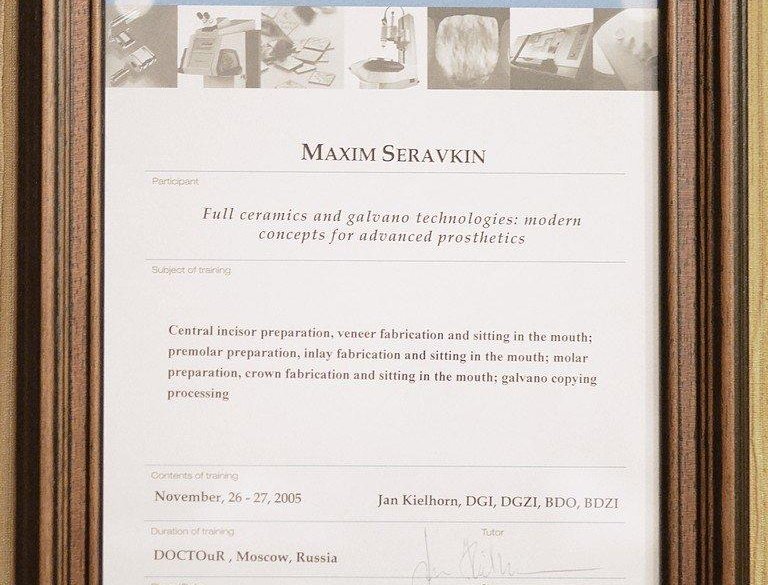 MAXIM SERAVKIN
Participant
Full ceramics and galvano technologies: modern
concepts for advanced prosthetics
Subject of training
Central incisor preparation, veneer fabrication and sitting in the mouth;
premolar preparation, inlay fabrication and sitting in the mouth; molar
preparation, crown fabrication and sitting in the mouth; galvano copying
processing
Contents of training
November, 26 - 27, 2005 Jan Kielhorn, DGI, DGZI, BDO, BDZI
Duration of training Tutor
DOCTOuR , Moscow, Russia